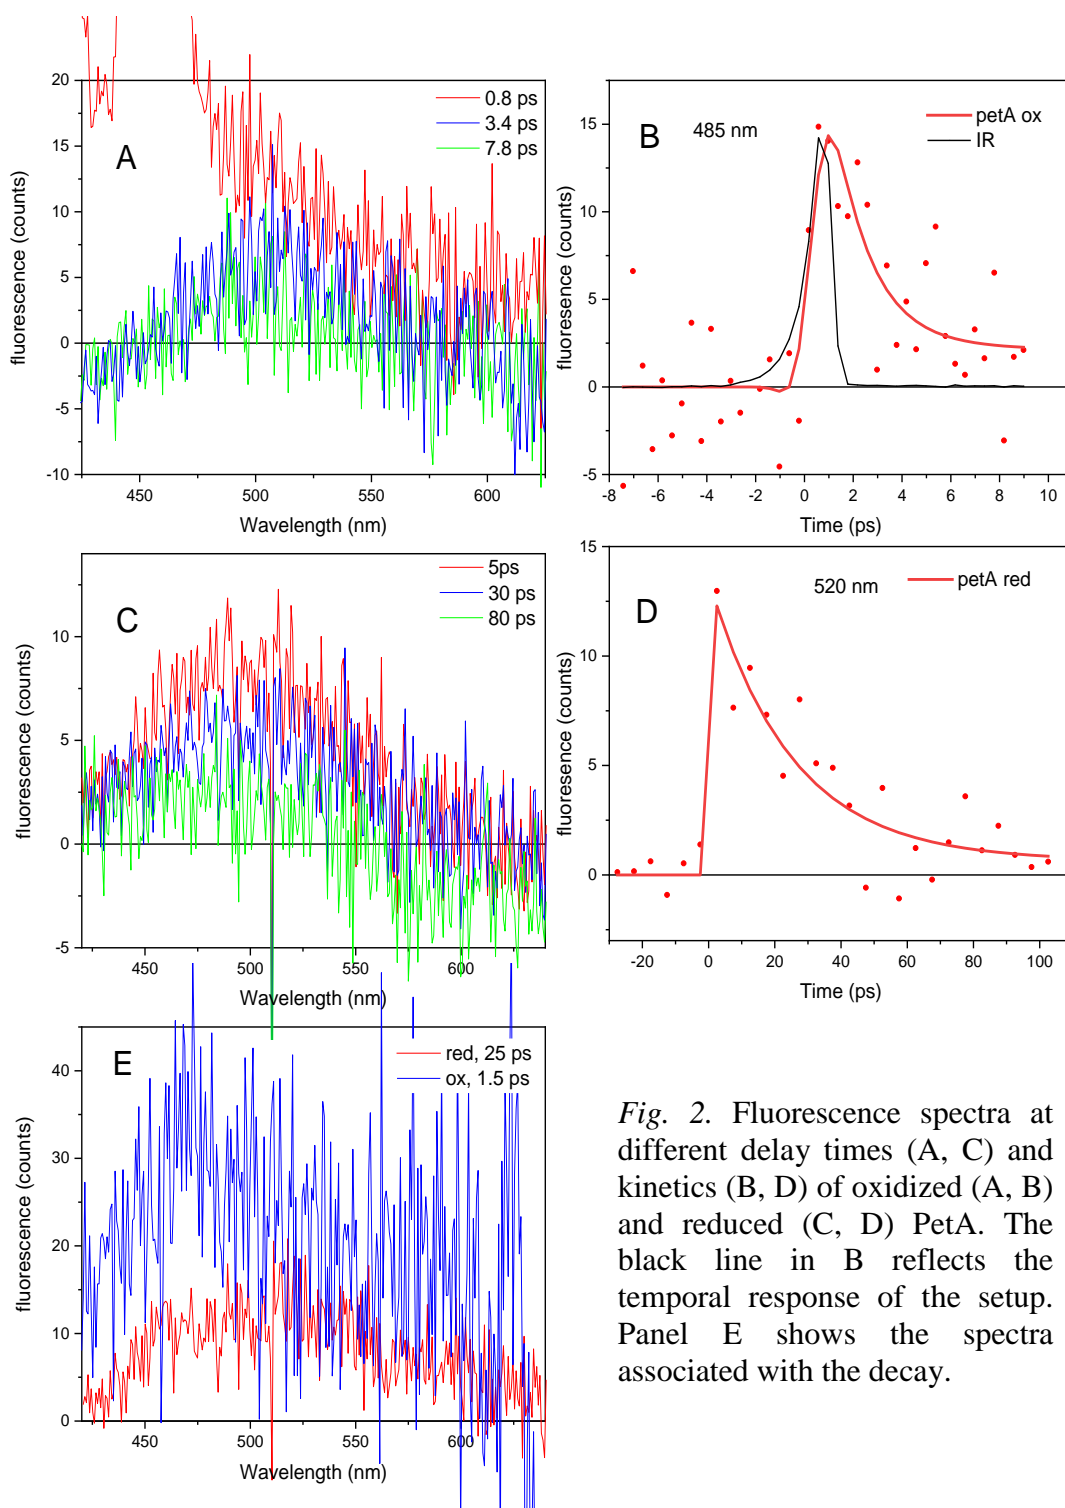 20
15
10
5
0
-5
-10
fluorescence (counts)
A
0.8 ps
3.4 ps
7.8 ps
450
500
550
600
Wavelength (nm)
15
10
5
0
-5
fluoresence (counts)
B
485 nm
petA ox
IR
-8
-6
-4
-2
0
2
4
6
8
10
Time (ps)
10
5
0
-5
fluorescence (counts)
C
5ps
30 ps
80 ps
450
500
550
600
Wavelength (nm)
15
10
5
0
fluoresence (counts)
D
520 nm
petA red
-20
0
20
40
60
80
100
Time (ps)
40
30
20
10
0
fluorescence (counts)
E
red, 25 ps
ox, 1.5 ps
450
500
550
600
Wavelength (nm)
Fig. 2. Fluorescence spectra at
different delay times (A, C) and
kinetics (B, D) of oxidized (A, B)
and reduced (C, D) PetA. The
black line in B reflects the
temporal response of the setup.
Panel E shows the spectra
associated with the decay.